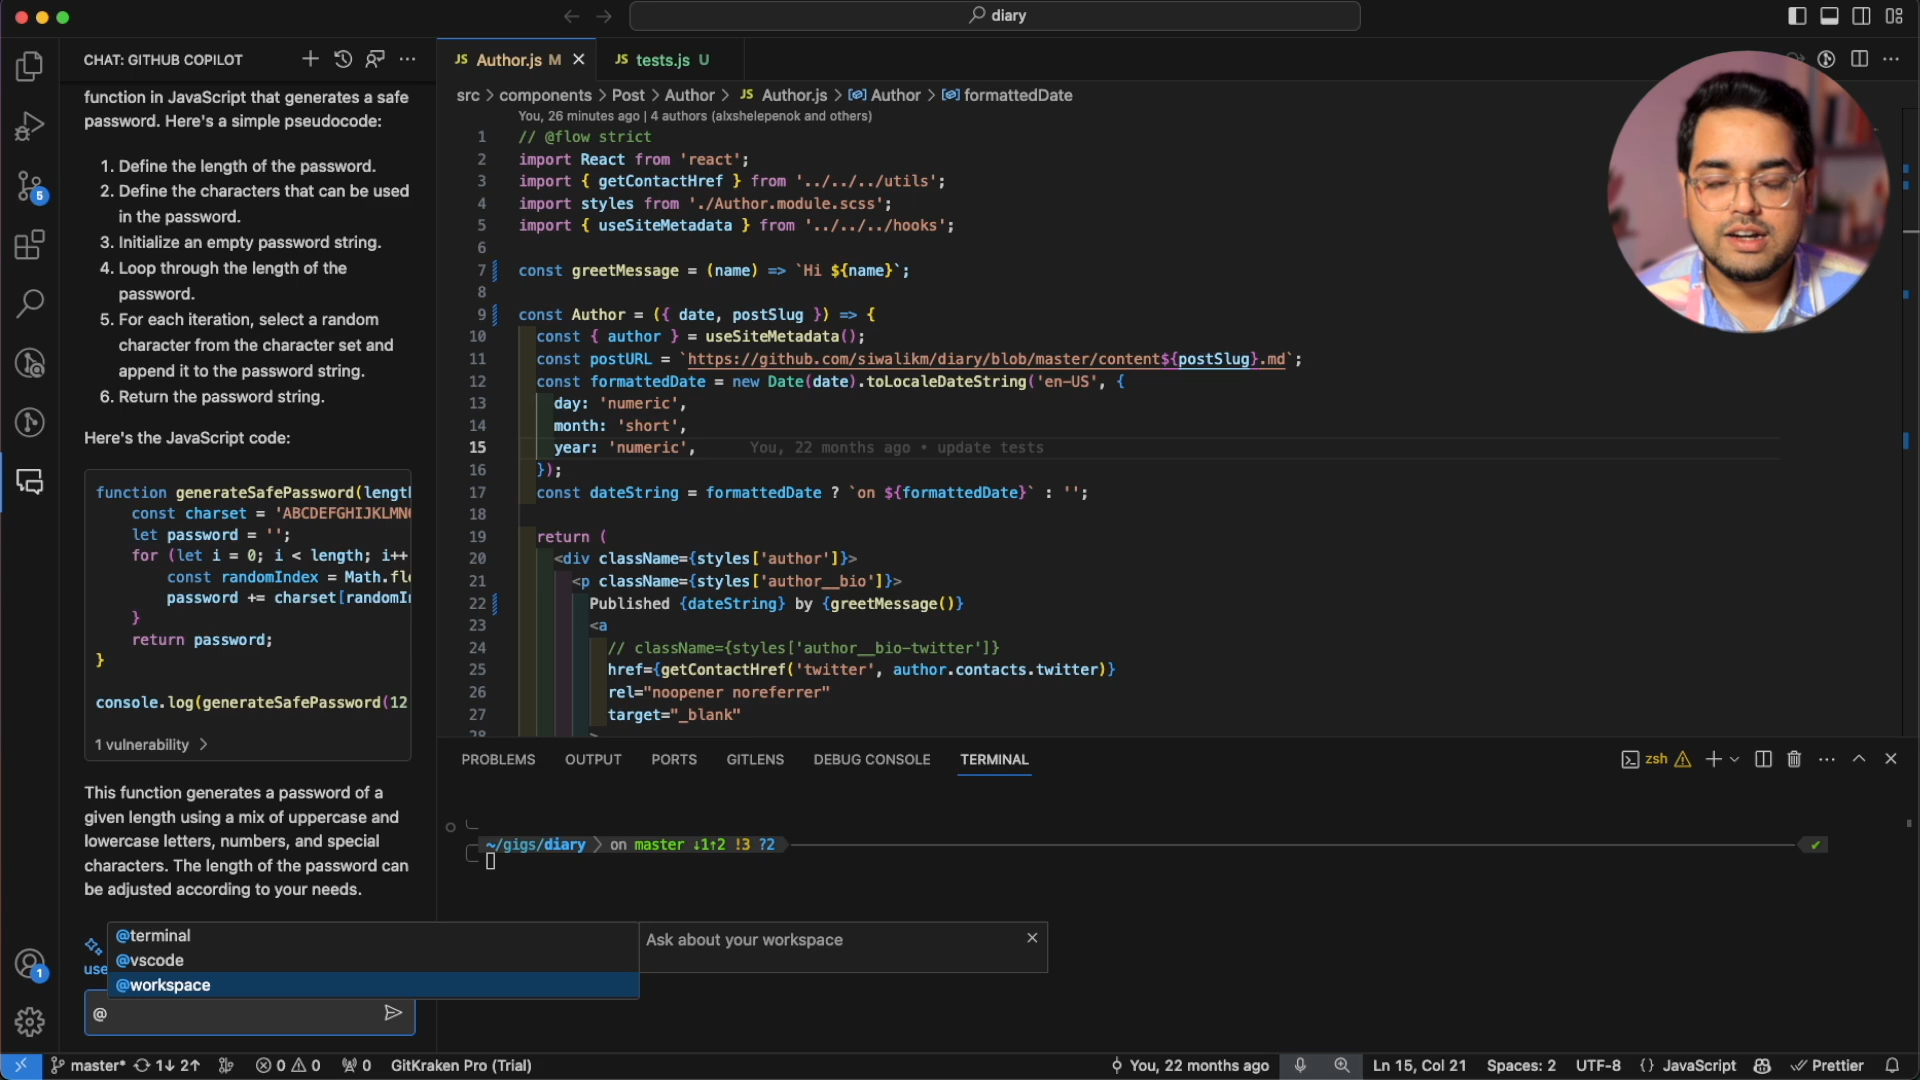 diary
CHAT: GITHUB COPILOT
function in JavaScript that generates a safe
password. Here's a simple pseudocode:
1. Define the length of the password.
2. Define the characters that can be used
in the password.
3. Initialize an empty password string.
4. Loop through the length of the
password.
5. For each iteration, select a random
character from the character set and
append it to the password string.
6. Return the password string.
Here's the JavaScript code:
function generateSafePassword(lengt
const charset = 'ABCDEFGHIJKLMN
let password = '';
for (let i = 0; i < length; i++
const randomIndex = Math.fl
password += charset[randomI
}
return password;
}
console.log(generateSafePassword(12
1 vulnerability >
This function generates a password of a
given length using a mix of uppercase and
lowercase letters, numbers, and special
characters. The length of the password can
be adjusted according to your needs.
use
@terminal
@vscode
@workspace
Ask about your workspace
@
5
1
JS Author.js M
JS tests.js U
src > components > Post > Author > JS Author.js > Author > formattedDate
You, 26 minutes ago | 4 authors (alxshelepenok and others)
1 // @flow strict
2 import React from 'react';
3 import { getContactHref } from '../../../utils';
4 import styles from './Author.module.scss';
5 import { useSiteMetadata } from '../../../hooks';
6
7 const greetMessage = (name) => `Hi ${name}`;
8
9 const Author = ({ date, postSlug }) => {
10 const { author } = useSiteMetadata();
11 const postURL = `https://github.com/siwalikm/diary/blob/master/content${postSlug}.md`;
12 const formattedDate = new Date(date).toLocaleDateString('en-US', {
13 day: 'numeric',
14 month: 'short',
15 year: 'numeric', You, 22 months ago • update tests
16 });
17 const dateString = formattedDate ? `on ${formattedDate}` : '';
18
19 return (
20 <div className={styles['author']}>
21 <p className={styles['author__bio']}>
22 Published {dateString} by {greetMessage()}
23 <a
24 // className={styles['author__bio-twitter']}
25 href={getContactHref('twitter', author.contacts.twitter)}
26 rel="noopener noreferrer"
27 target="_blank"
28 >
PROBLEMS OUTPUT PORTS GITLENS DEBUG CONSOLE TERMINAL
zsh
~/gigs/diary > on master ↓1↑2 !3 ?2
master* 1↓ 2↑ 0 0 0 GitKraken Pro (Trial)
You, 22 months ago Ln 15, Col 21 Spaces: 2 UTF-8 {} JavaScript Prettier